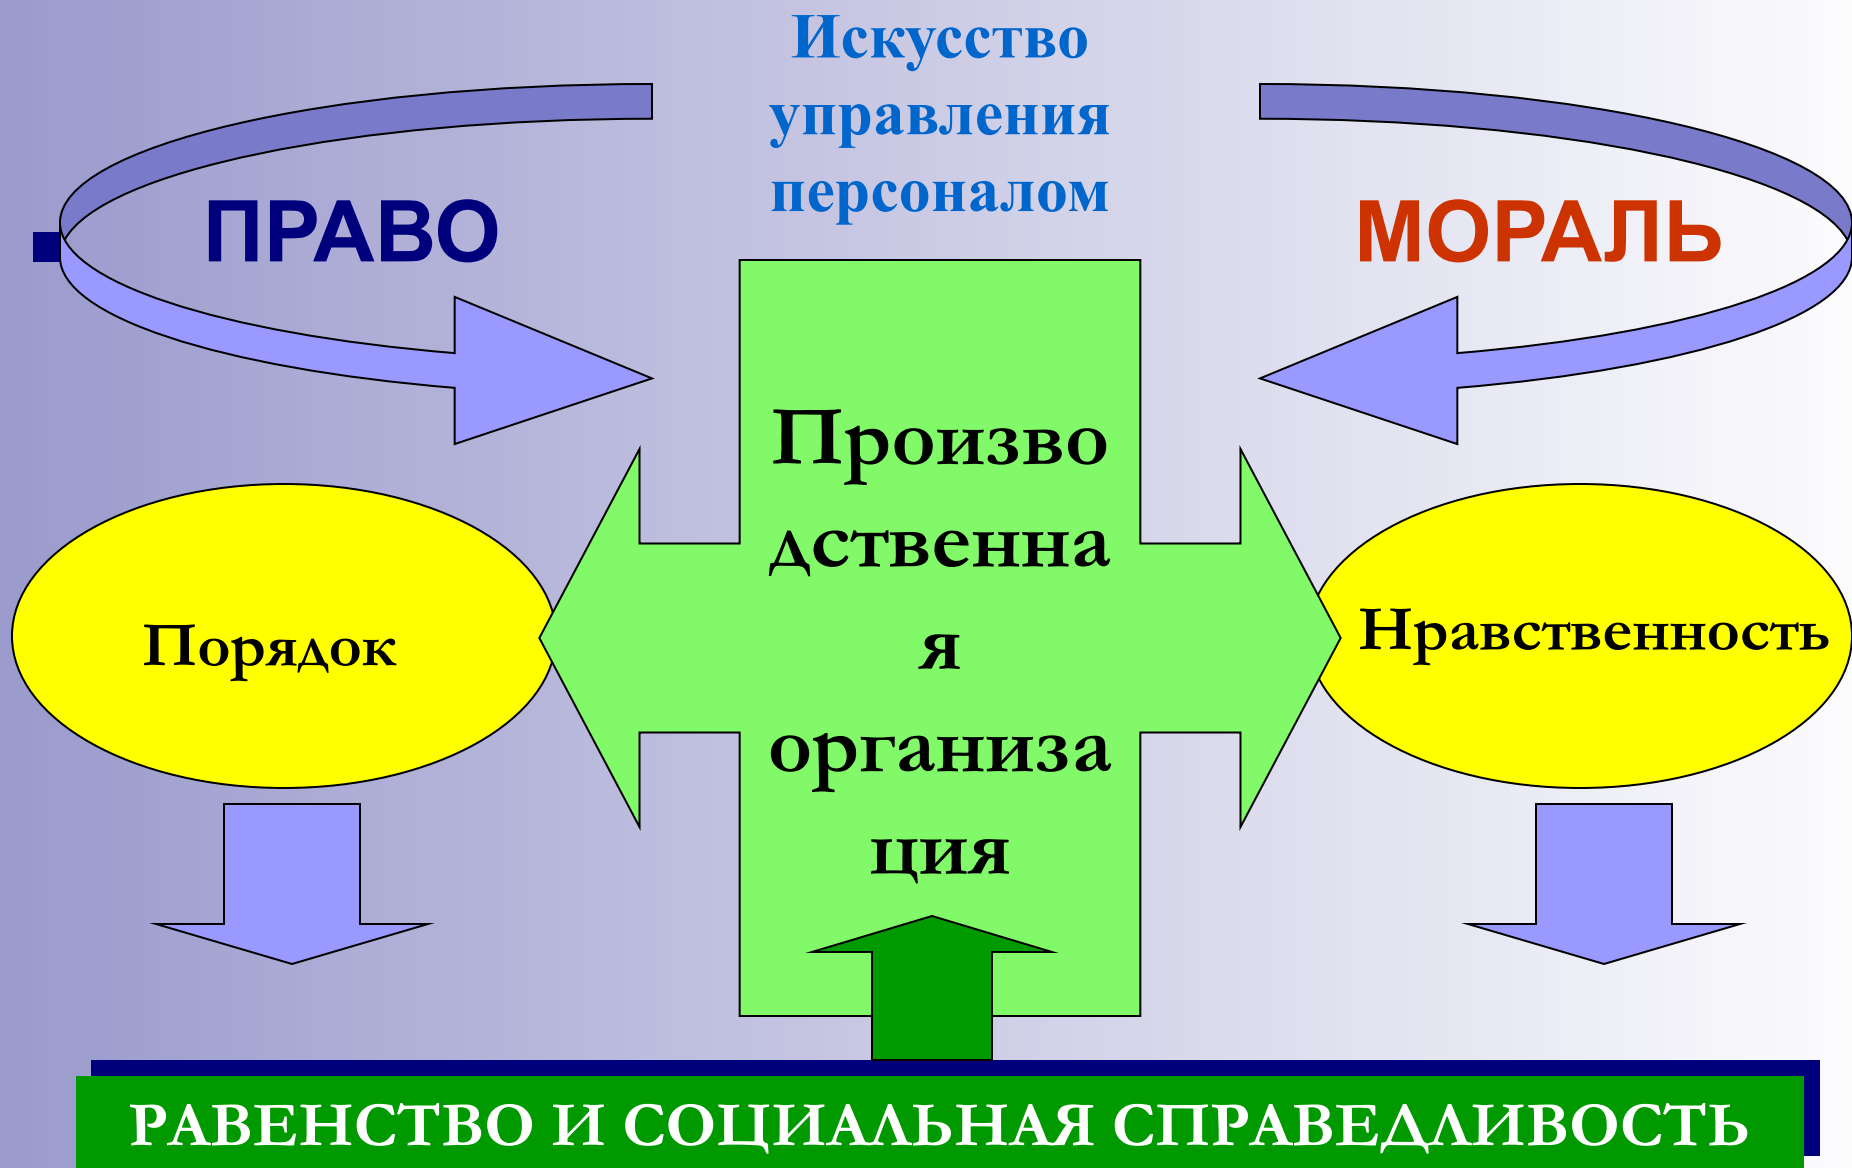 Искусство
управления
персоналом
ПРАВО
МОРАЛЬ
Произво
дственна
я
организа
ция
Порядок
Нравственность
РАВЕНСТВО И СОЦИАЛЬНАЯ СПРАВЕДЛИВОСТЬ